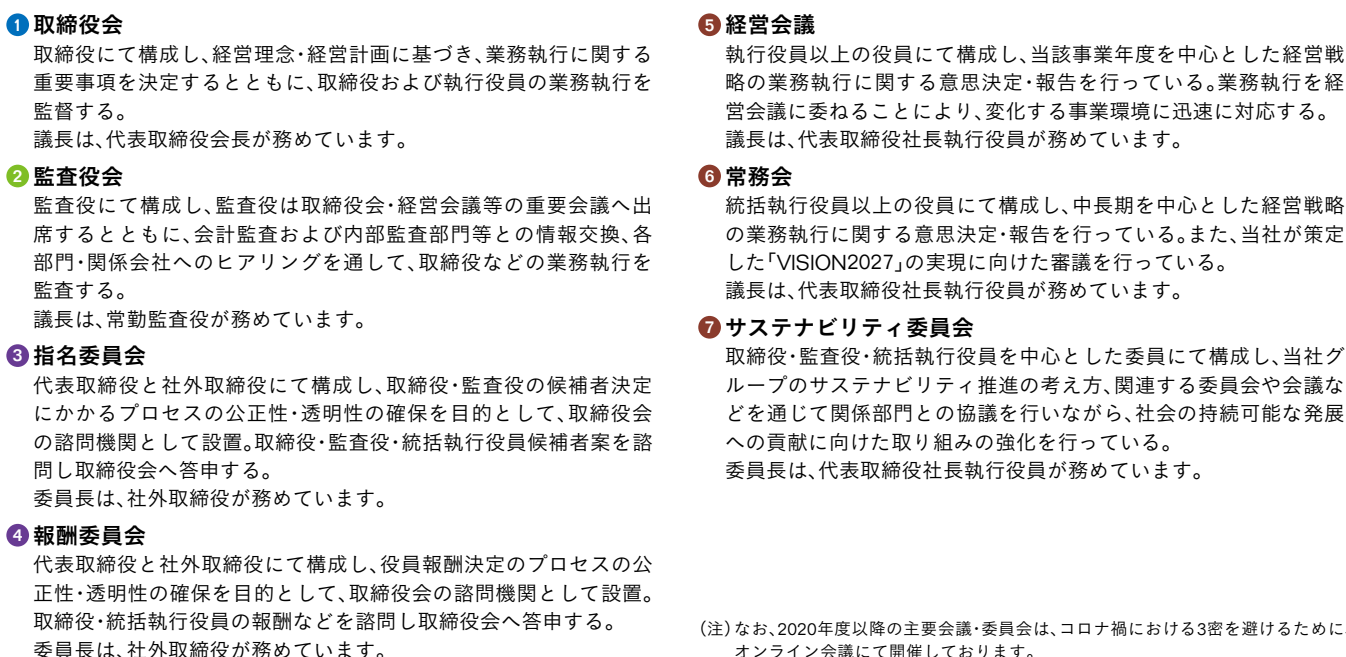 1 取締役会
取締役にて構成し、経営理念・経営計画に基づき、業務執行に関する
重要事項を決定するとともに、取締役および執行役員の業務執行を
監督する。
議長は、代表取締役会長が務めています。
2 監査役会
監査役にて構成し、監査役は取締役会・経営会議等の重要会議へ出
席するとともに、会計監査および内部監査部門等との情報交換、各
部門・関係会社へのヒアリングを通して、取締役などの業務執行を
監査する。
議長は、常勤監査役が務めています。
3 指名委員会
代表取締役と社外取締役にて構成し、取締役・監査役の候補者決定
にかかるプロセスの公正性・透明性の確保を目的として、取締役会
の諮問機関として設置。取締役・監査役・統括執行役員候補者案を諮
問し取締役会へ答申する。
委員長は、社外取締役が務めています。
4 報酬委員会
代表取締役と社外取締役にて構成し、役員報酬決定のプロセスの公
正性・透明性の確保を目的として、取締役会の諮問機関として設置。
取締役・統括執行役員の報酬などを諮問し取締役会へ答申する。
委員長は、社外取締役が務めています。
5 経営会議
執行役員以上の役員にて構成し、当該事業年度を中心とした経営戦
略の業務執行に関する意思決定・報告を行っている。業務執行を経
営会議に委ねることにより、変化する事業環境に迅速に対応する。
議長は、代表取締役社長執行役員が務めています。
6 常務会
統括執行役員以上の役員にて構成し、中長期を中心とした経営戦略
の業務執行に関する意思決定・報告を行っている。また、当社が策定
した「VISION2027」の実現に向けた審議を行っている。
議長は、代表取締役社長執行役員が務めています。
7 サステナビリティ委員会
取締役・監査役・統括執行役員を中心とした委員にて構成し、当社グ
ループのサステナビリティ推進の考え方、関連する委員会や会議な
どを通じて関係部門との協議を行いながら、社会の持続可能な発展
への貢献に向けた取り組みの強化を行っている。
委員長は、代表取締役社長執行役員が務めています。
(注)なお、2020年度以降の主要会議・委員会は、コロナ禍における3密を避けるために、
オンライン会議にて開催しております。